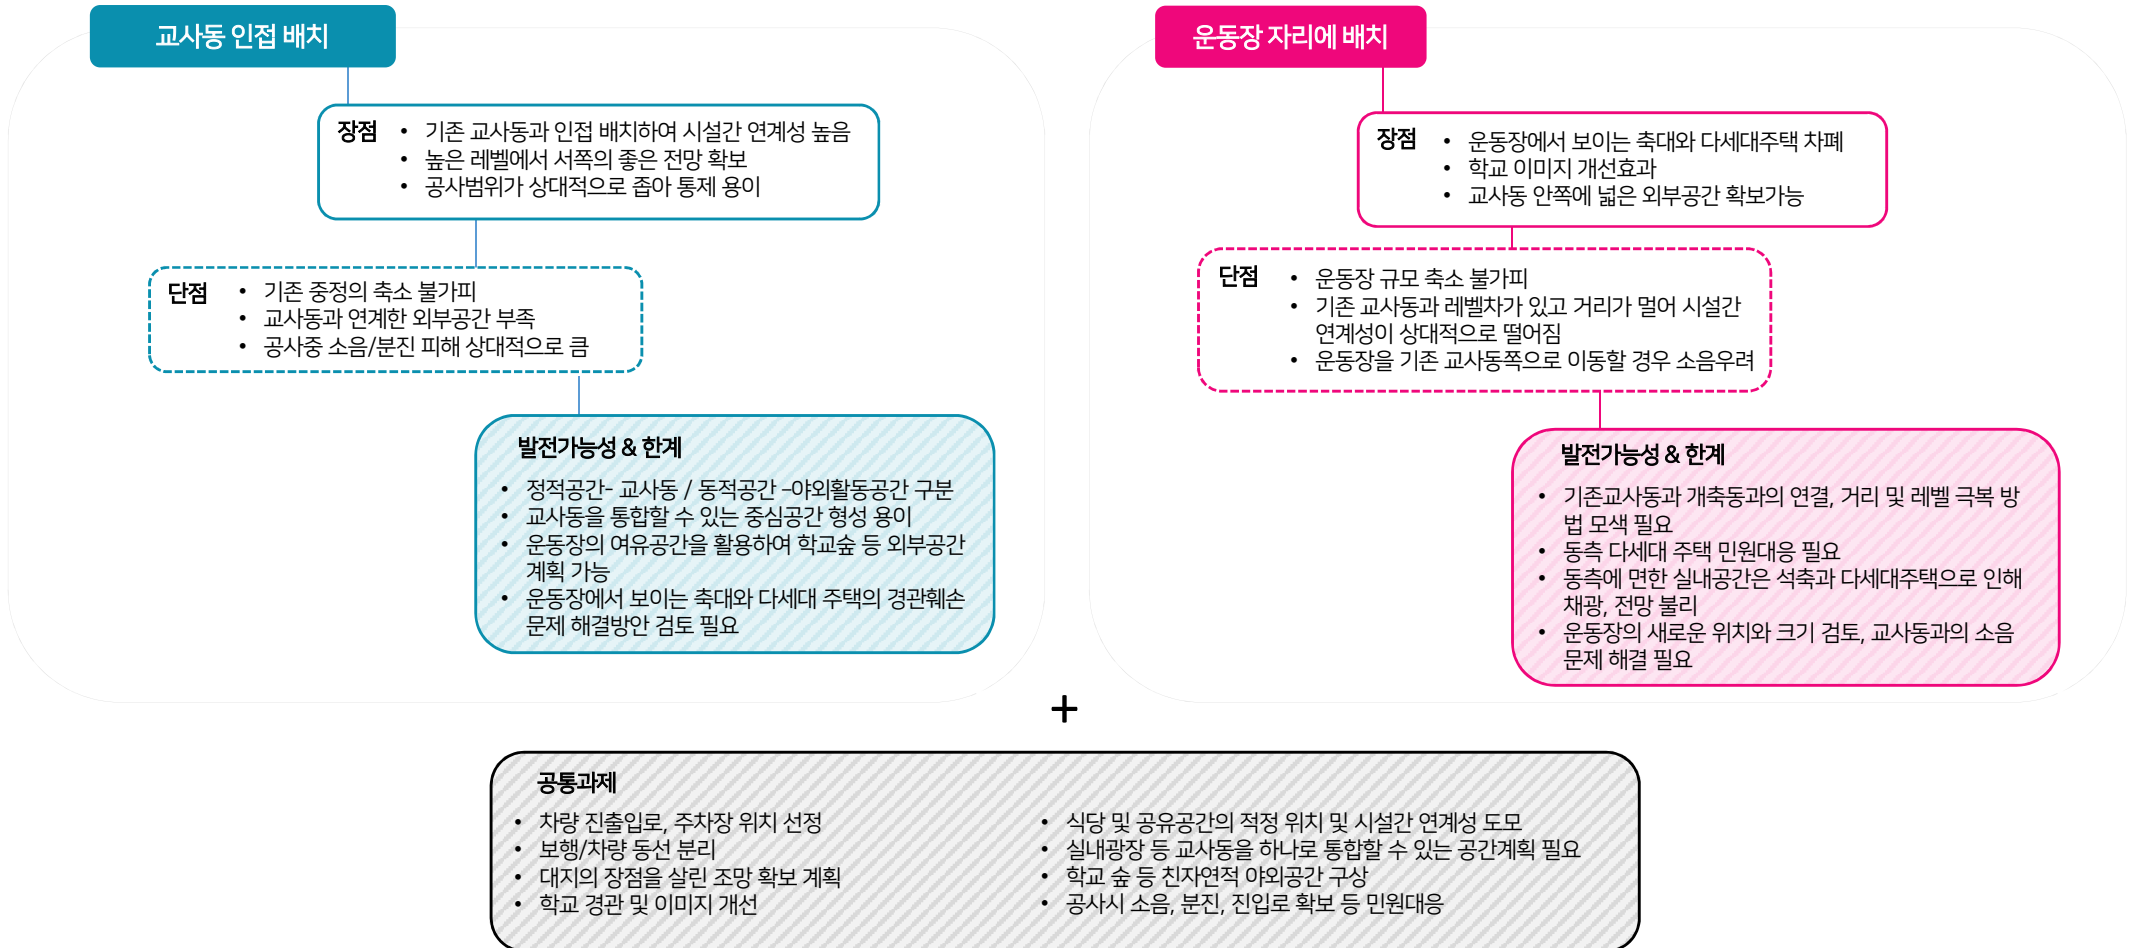 교사동 인접 배치
장점
• 기존 교사동과 인접 배치하여 시설간 연계성 높음
• 높은 레벨에서 서쪽의 좋은 전망 확보
• 공사범위가 상대적으로 좁아 통제 용이
단점
• 기존 중정의 축소 불가피
• 교사동과 연계한 외부공간 부족
• 공사중 소음/분진 피해 상대적으로 큼
발전가능성 & 한계
• 정적공간- 교사동 / 동적공간 –야외활동공간 구분
• 교사동을 통합할 수 있는 중심공간 형성 용이
• 운동장의 여유공간을 활용하여 학교숲 등 외부공간
계획 가능
• 운동장에서 보이는 축대와 다세대 주택의 경관훼손
문제 해결방안 검토 필요
운동장 자리에 배치
장점
• 운동장에서 보이는 축대와 다세대주택 차폐
• 학교 이미지 개선효과
• 교사동 안쪽에 넓은 외부공간 확보가능
단점
• 운동장 규모 축소 불가피
• 기존 교사동과 레벨차가 있고 거리가 멀어 시설간
연계성이 상대적으로 떨어짐
• 운동장을 기존 교사동쪽으로 이동할 경우 소음우려
발전가능성 & 한계
• 기존교사동과 개축동과의 연결, 거리 및 레벨 극복 방
법 모색 필요
• 동측 다세대 주택 민원대응 필요
• 동측에 면한 실내공간은 석축과 다세대주택으로 인해
채광, 전망 불리
• 운동장의 새로운 위치와 크기 검토, 교사동과의 소음
문제 해결 필요
+
공통과제
• 차량 진출입로, 주차장 위치 선정
• 보행/차량 동선 분리
• 대지의 장점을 살린 조망 확보 계획
• 학교 경관 및 이미지 개선
• 식당 및 공유공간의 적정 위치 및 시설간 연계성 도모
• 실내광장 등 교사동을 하나로 통합할 수 있는 공간계획 필요
• 학교 숲 등 친자연적 야외공간 구상
• 공사시 소음, 분진, 진입로 확보 등 민원대응